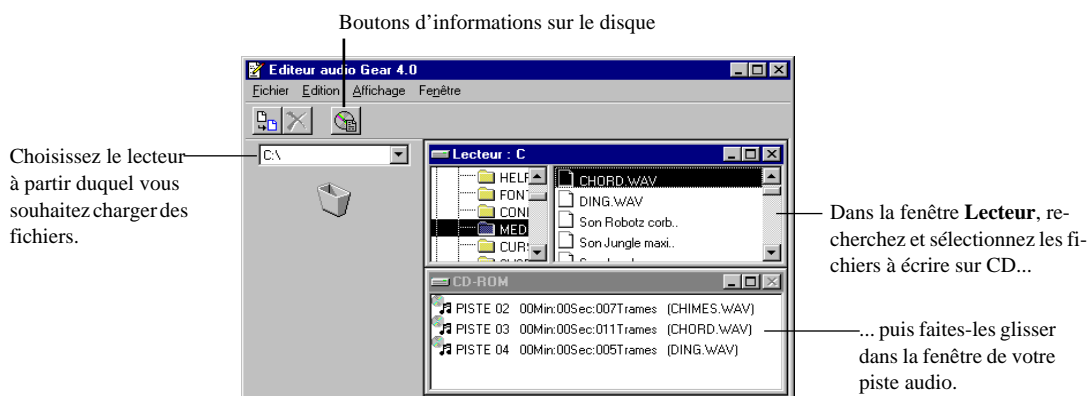 Boutons d'informations sur le disque
Editeur audio Gear 4.0
Fichier Edition Affichage Fenêtre
Choisissez le lecteur
à partir duquel vous
souhaitez charger des
fichiers.
C:\
Lecteur : C
HELF
FONT
CONI
MED
CUR
CHORD.WAV
DING.WAV
Son Robotz corb..
Son Jungle maxi..
Dans la fenêtre Lecteur, re-
cherchez et sélectionnez les fi-
chiers à écrire sur CD...
CD-ROM
PISTE 02 00Min:00Sec:007Trames (CHIMES.WAV)
PISTE 03 00Min:00Sec:011Trames (CHORD.WAV)
PISTE 04 00Min:00Sec:005Trames (DING.WAV)
... puis faites-les glisser
dans la fenêtre de votre
piste audio.